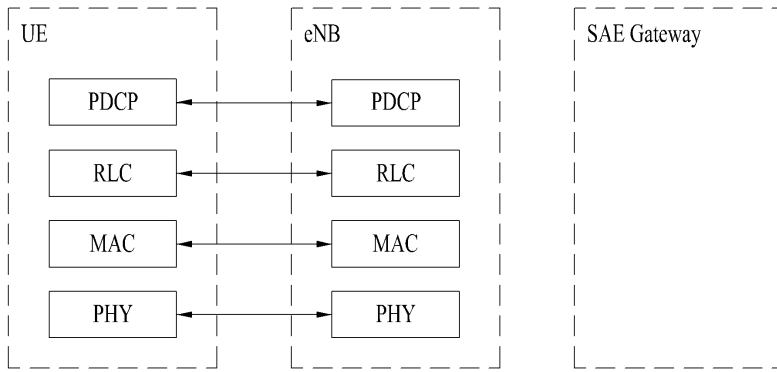 UE
eNB
SAE Gateway
PDCP
PDCP
RLC
RLC
MAC
MAC
PHY
PHY